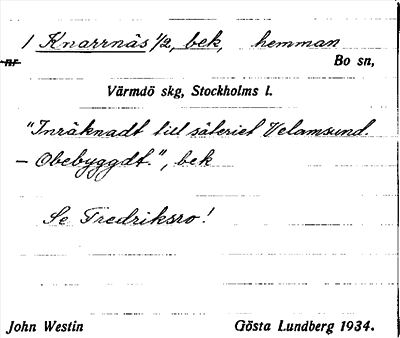 1 Knarrnäs 1/2, bek, hemman
nr Bo sn,
Värmdö skg, Stockholms l.
"Inräknadt till säteriet Velamsund.
– Obebyggdt.", bek
Se Fredriksro!
John Westin Gösta Lundberg 1934.